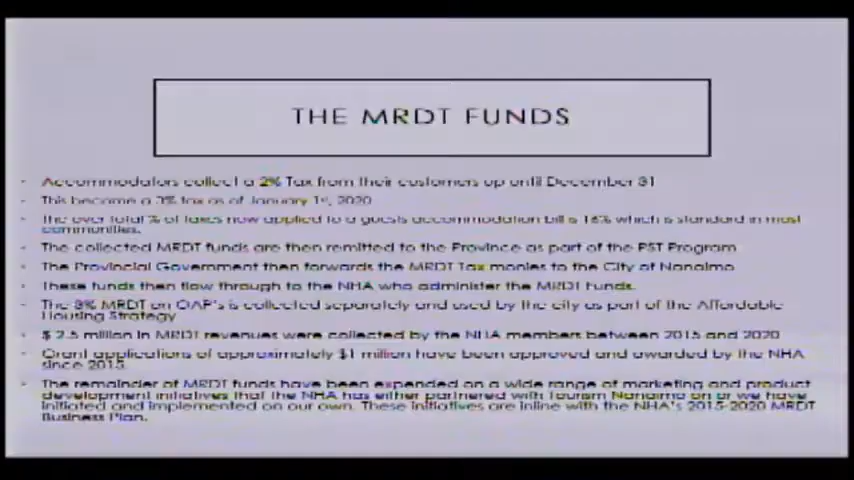 THE MRDT FUNDS
Accommodators collect a 2% Tax from their customers up until December 31
This became a 3% tax as of January 1st, 2020
The over total % of taxes now applied to a guests accommodation bill is 16% which is standard in most
communities.
The collected MRDT funds are then remitted to the Province as part of the PST Program
The Provincial Government then forwards the MRDT Tax monies to the City of Nanaimo
These funds then flow through to the NHA who administer the MRDT Funds.
The 3% MRDT on OAP's is collected separately and used by the city as part of the Affordable
Housing Strategy
$ 2.5 million in MRDT revenues were collected by the NHA members between 2015 and 2020
Grant applications of approximately $1 million have been approved and awarded by the NHA
since 2015.
The remainder of MRDT funds have been expended on a wide range of marketing and product
development initiatives that the NHA has either partnered with Tourism Nanaimo on or we have
initiated and implemented on our own. These initiatives are inline with the NHA's 2015-2020 MRDT
Business Plan.